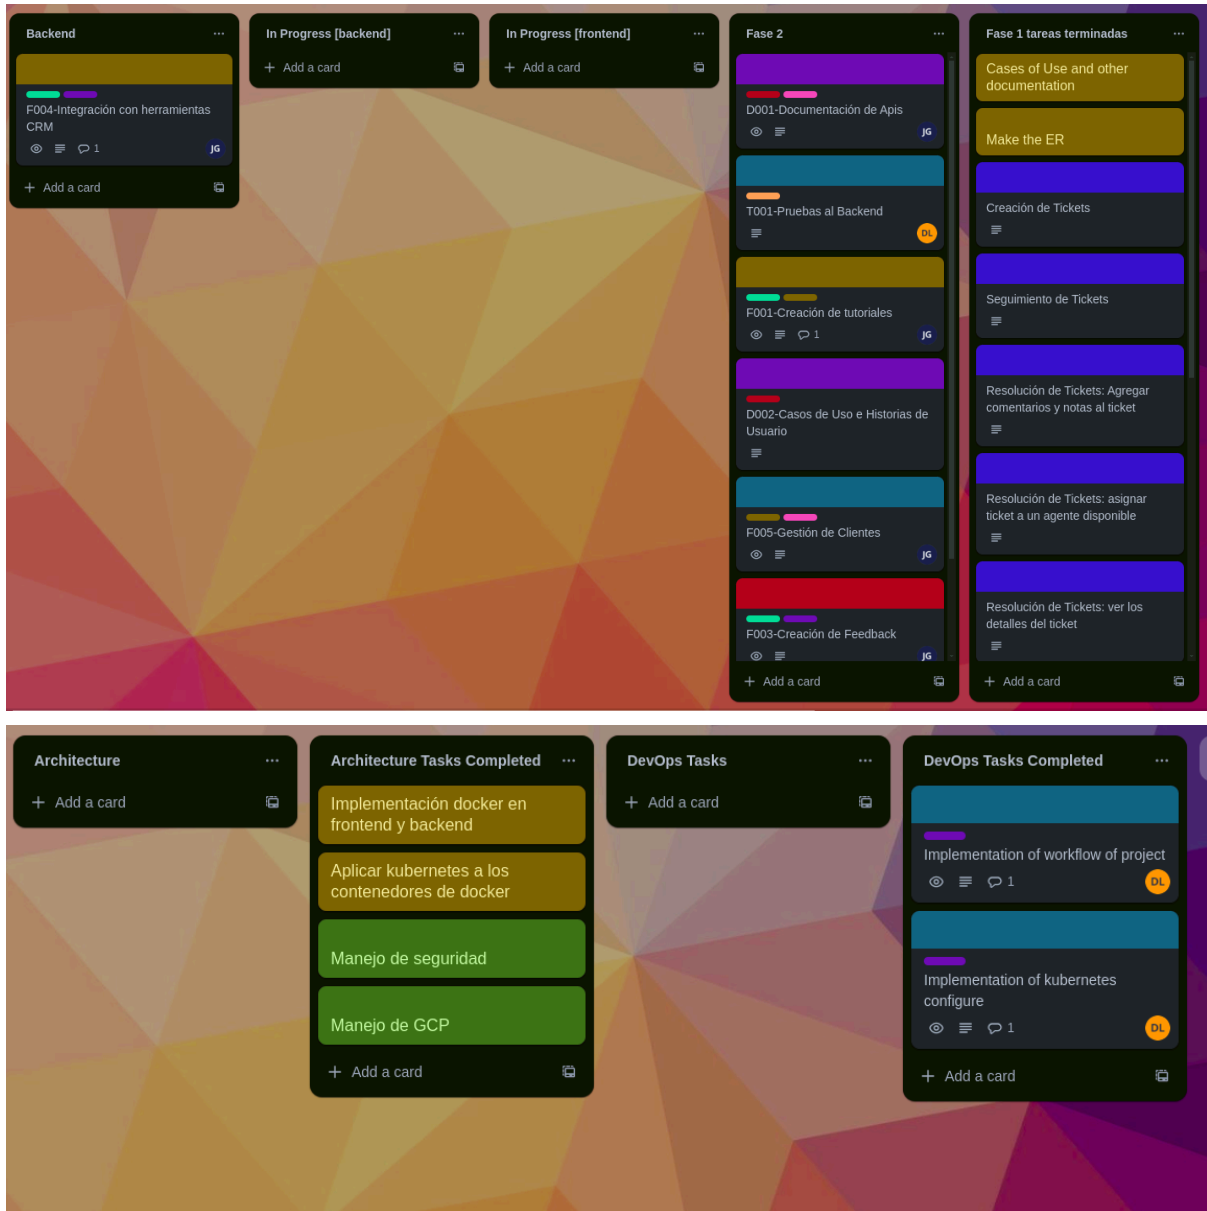 Backend
F004-Integración con herramientas
CRM
1
JG
Add a card
In Progress [backend]
Add a card
In Progress [frontend]
Add a card
Fase 2
D001-Documentación de Apis
JG
T001-Pruebas al Backend
DL
F001-Creación de tutoriales
1
JG
D002-Casos de Uso e Historias de
Usuario
F005-Gestión de Clientes
JG
F003-Creación de Feedback
JG
Add a card
Fase 1 tareas terminadas
Cases of Use and other
documentation
Make the ER
Creación de Tickets
Seguimiento de Tickets
Resolución de Tickets: Agregar
comentarios y notas al ticket
Resolución de Tickets: asignar
ticket a un agente disponible
Resolución de Tickets: ver los
detalles del ticket
Add a card
Architecture
Add a card
Architecture Tasks Completed
Implementación docker en
frontend y backend
Aplicar kubernetes a los
contenedores de docker
Manejo de seguridad
Manejo de GCP
Add a card
DevOps Tasks
Add a card
DevOps Tasks Completed
Implementation of workflow of project
1
DL
Implementation of kubernetes
configure
1
DL
Add a card